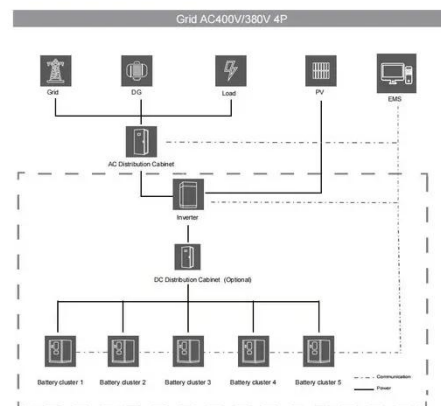 Grid AC400V/380V 4P
Grid
DG
Load
PV
EMS
AC Distribution Cabinet
Inverter
DC Distribution Cabinet (Optional)
Battery cluster 1
Battery cluster 2
Battery cluster 3
Battery cluster 4
Battery cluster 5
Communication
Power